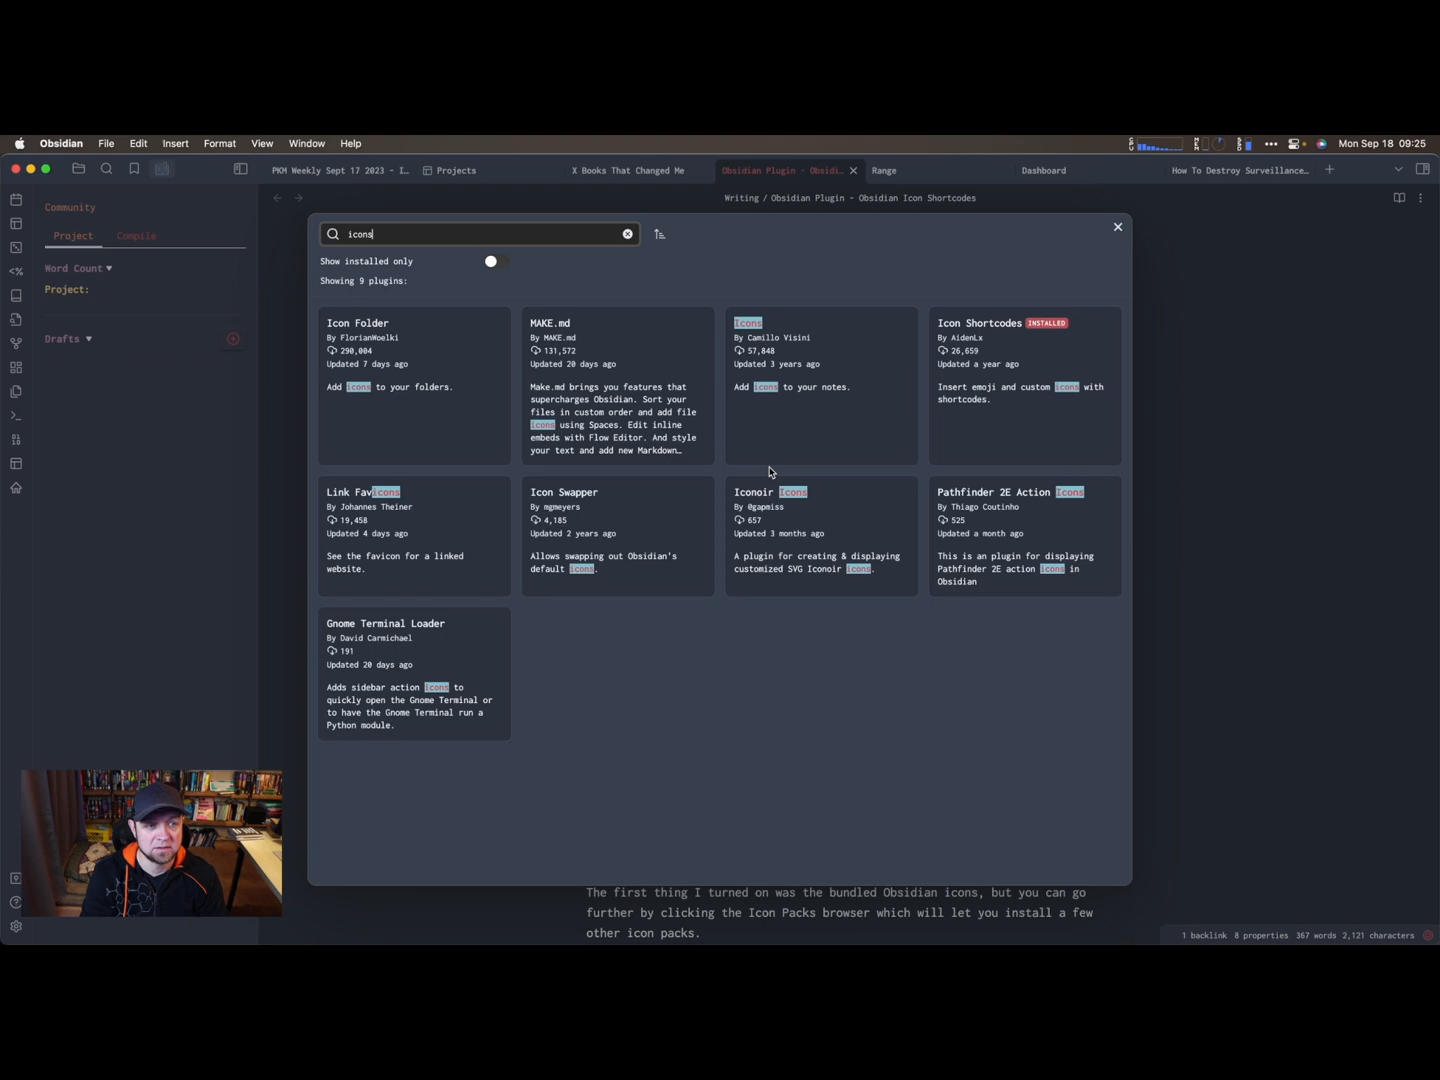 Obsidian File Edit Insert Format View Window Help Mon Sep 18 09:25
PKM Weekly Sept 17 2023 - I… Projects X Books That Changed Me Obsidian Plugin - Obsidi… Range Dashboard How To Destroy Surveillance…
Writing / Obsidian Plugin - Obsidian Icon Shortcodes
Community
Project Compile
Word Count
Project:
Drafts
icons
Show installed only
Showing 9 plugins:
Icon Folder
By FlorianWoelki
290,004
Updated 7 days ago
Add icons to your folders.
MAKE.md
By MAKE.md
131,572
Updated 20 days ago
Make.md brings you features that
supercharges Obsidian. Sort your
files in custom order and add file
icons using Spaces. Edit inline
embeds with Flow Editor. And style
your text and add new Markdown…
Icons
By Camillo Visini
57,848
Updated 3 years ago
Add icons to your notes.
Icon Shortcodes INSTALLED
By AidenLx
26,659
Updated a year ago
Insert emoji and custom icons with
shortcodes.
Link Favicons
By Johannes Theiner
19,458
Updated 4 days ago
See the favicon for a linked
website.
Icon Swapper
By mgmeyers
4,185
Updated 2 years ago
Allows swapping out Obsidian's
default icons.
Iconoir Icons
By @gapmiss
657
Updated 3 months ago
A plugin for creating & displaying
customized SVG Iconoir icons.
Pathfinder 2E Action Icons
By Thiago Coutinho
525
Updated a month ago
This is an plugin for displaying
Pathfinder 2E action icons in
Obsidian
Gnome Terminal Loader
By David Carmichael
191
Updated 20 days ago
Adds sidebar action icons to
quickly open the Gnome Terminal or
to have the Gnome Terminal run a
Python module.
The first thing I turned on was the bundled Obsidian icons, but you can go
further by clicking the Icon Packs browser which will let you install a few
other icon packs.
1 backlink 8 properties 367 words 2,121 characters